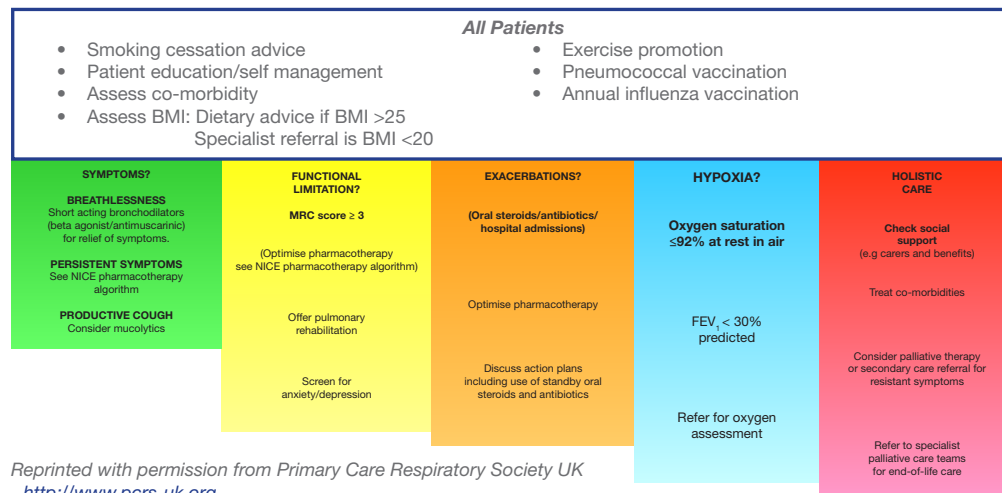 All Patients
• Smoking cessation advice
• Patient education/self management
• Assess co-morbidity
• Assess BMI: Dietary advice if BMI >25
Specialist referral is BMI <20
• Exercise promotion
• Pneumococcal vaccination
• Annual influenza vaccination
SYMPTOMS?
BREATHLESSNESS
Short acting bronchodilators
(beta agonist/antimuscarinic)
for relief of symptoms.
PERSISTENT SYMPTOMS
See NICE pharmacotherapy
algorithm
PRODUCTIVE COUGH
Consider mucolytics
FUNCTIONAL
LIMITATION?
MRC score ≥ 3
(Optimise pharmacotherapy
see NICE pharmacotherapy algorithm)
Offer pulmonary
rehabilitation
Screen for
anxiety/depression
EXACERBATIONS?
(Oral steroids/antibiotics/
hospital admissions)
Optimise pharmacotherapy
Discuss action plans
including use of standby oral
steroids and antibiotics
HYPOXIA?
Oxygen saturation
≤92% at rest in air
FEV₁ < 30%
predicted
Refer for oxygen
assessment
HOLISTIC
CARE
Check social
support
(e.g carers and benefits)
Treat co-morbidities
Consider palliative therapy
or secondary care referral for
resistant symptoms
Refer to specialist
palliative care teams
for end-of-life care
Reprinted with permission from Primary Care Respiratory Society UK
http://www.pcrs-uk.org